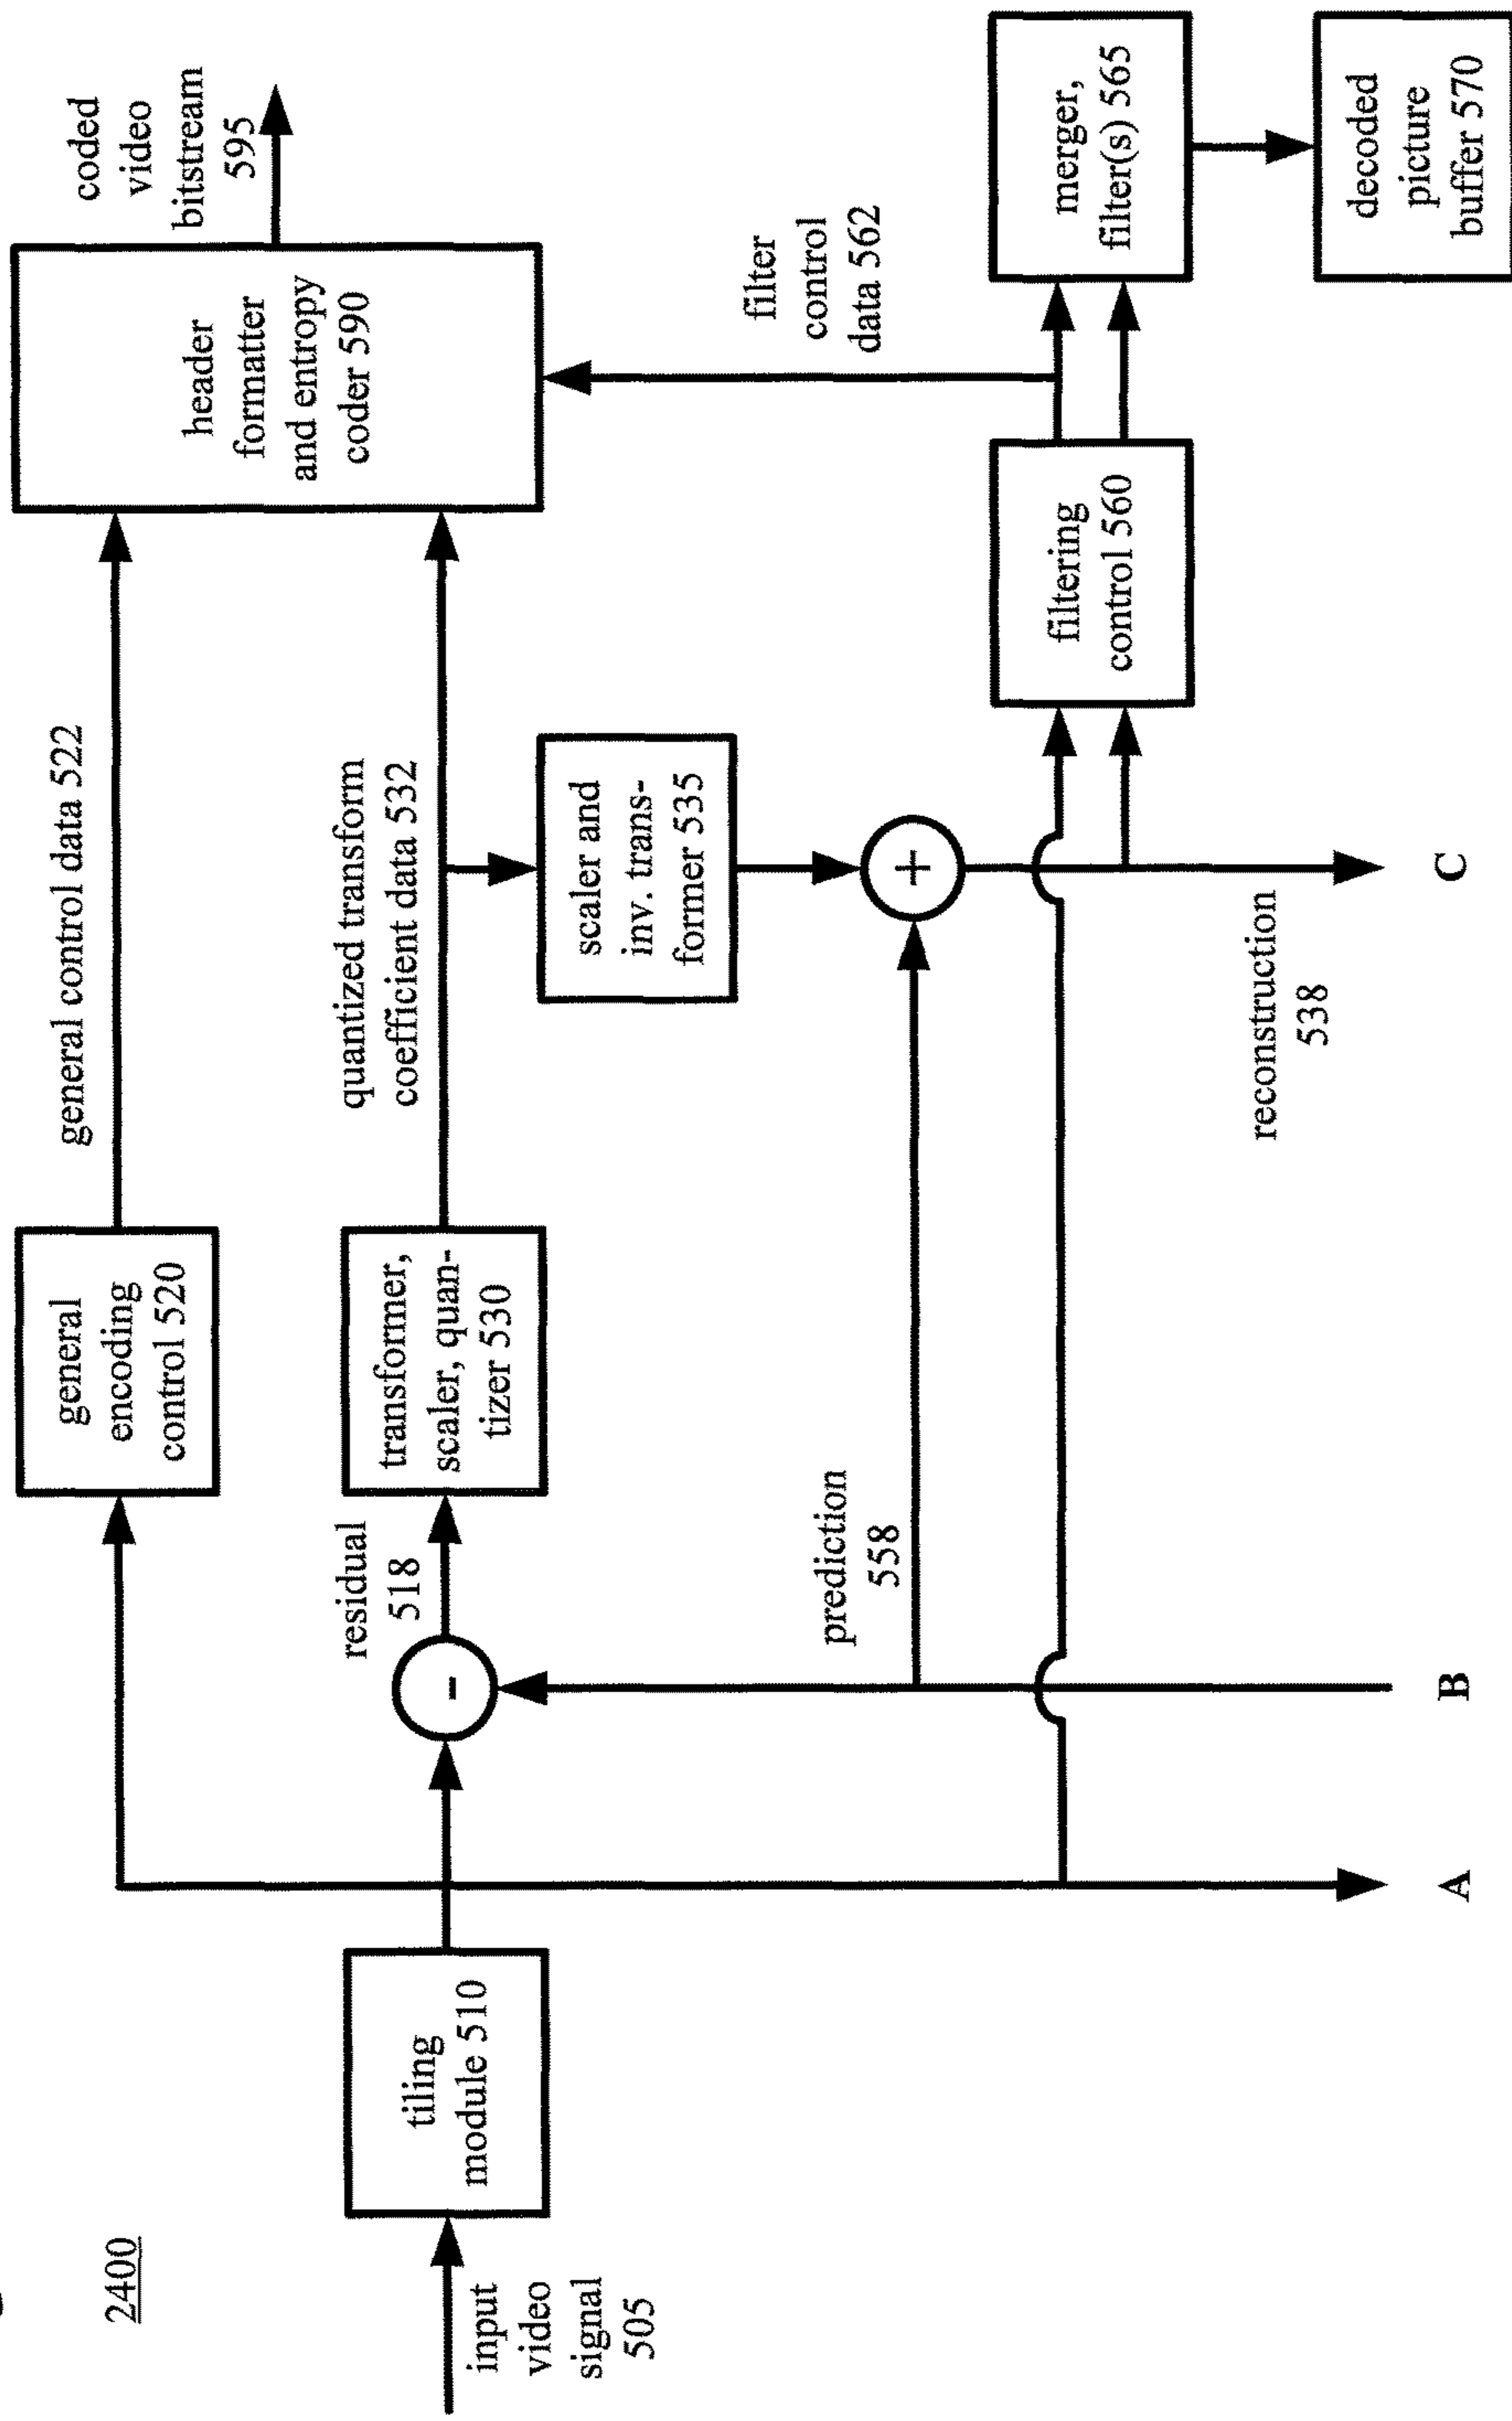 2400
input
video
signal
505
tiling
module 510
general
encoding
control 520
general control data 522
residual
518
transformer,
scaler, quan-
tizer 530
quantized transform
coefficient data 532
header
formatter
and entropy
coder 590
coded
video
bitstream
595
scaler and
inv. trans-
former 535
prediction
558
-
+
filtering
control 560
filter
control
data 562
merger,
filter(s) 565
decoded
picture
buffer 570
reconstruction
538
A
B
C